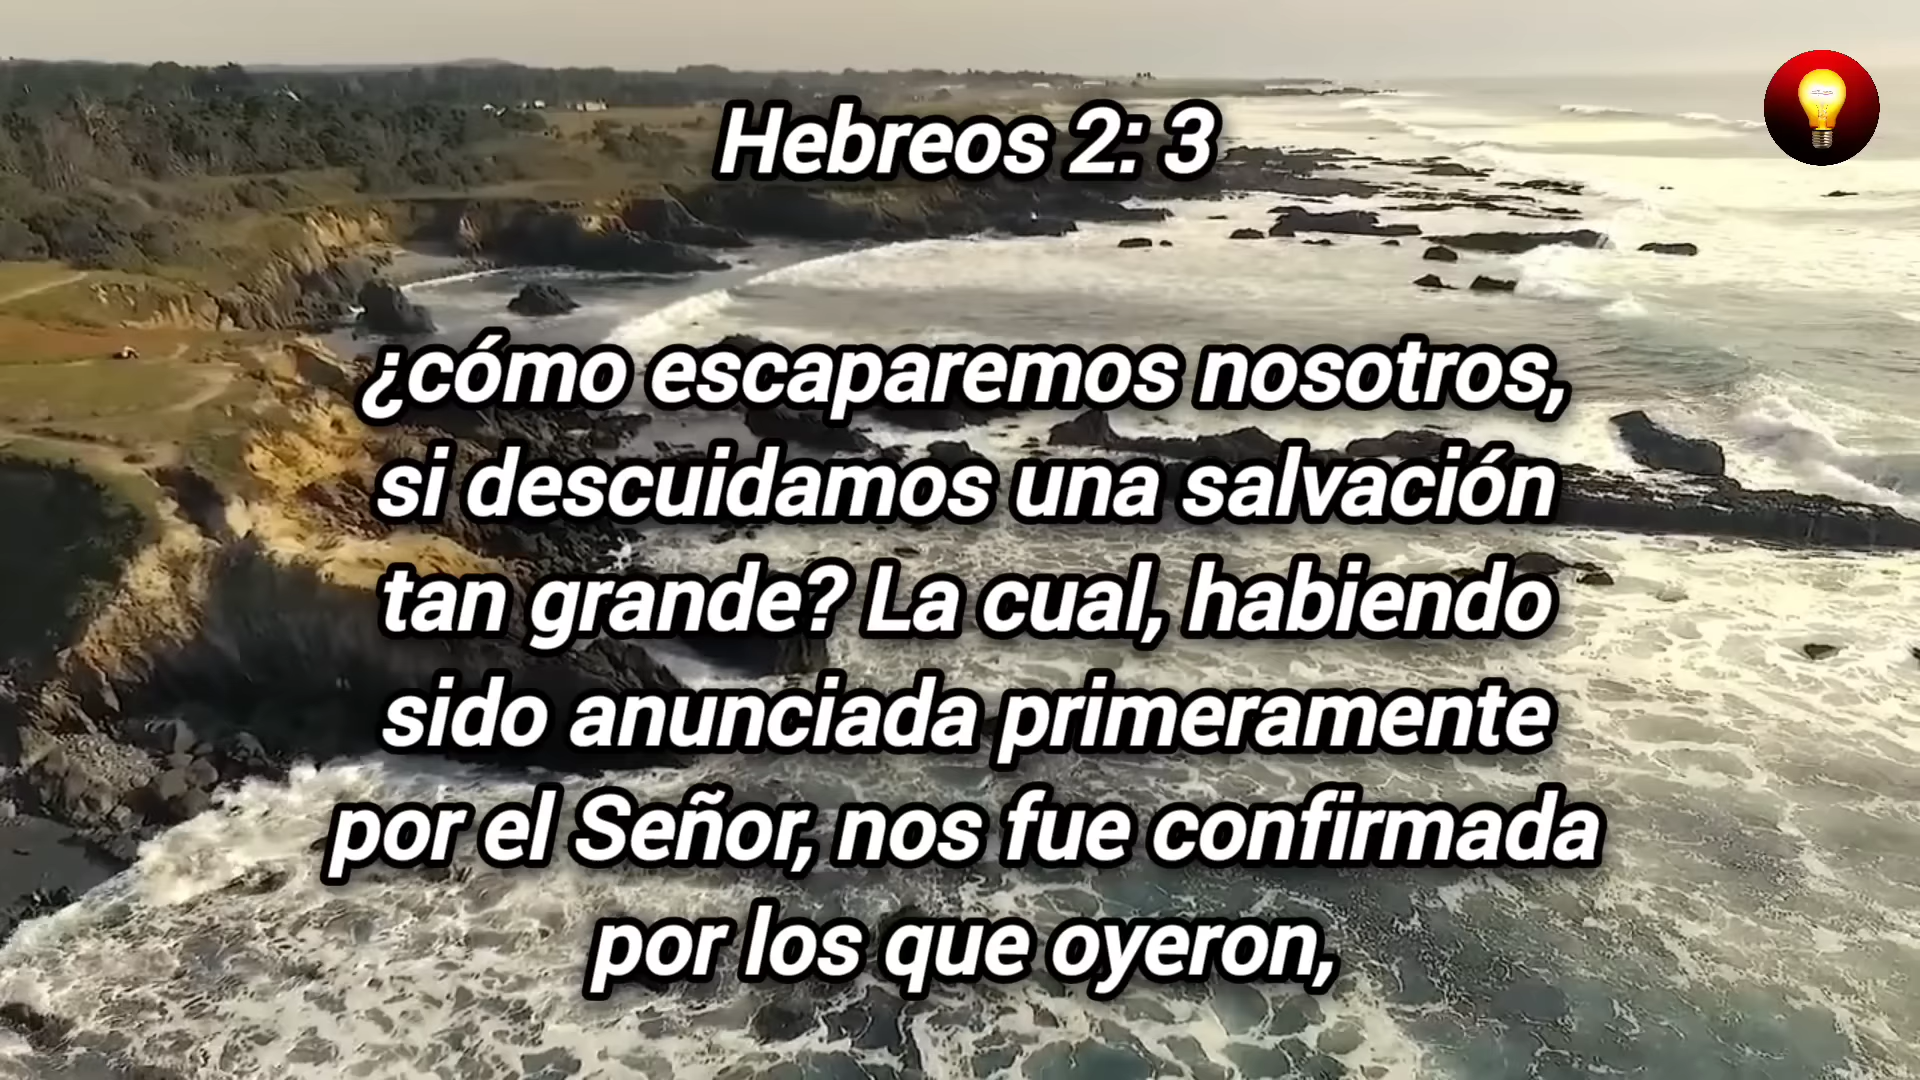 Hebreos 2: 3
¿cómo escaparemos nosotros,
si descuidamos una salvación
tan grande? La cual, habiendo
sido anunciada primeramente
por el Señor, nos fue confirmada
por los que oyeron,